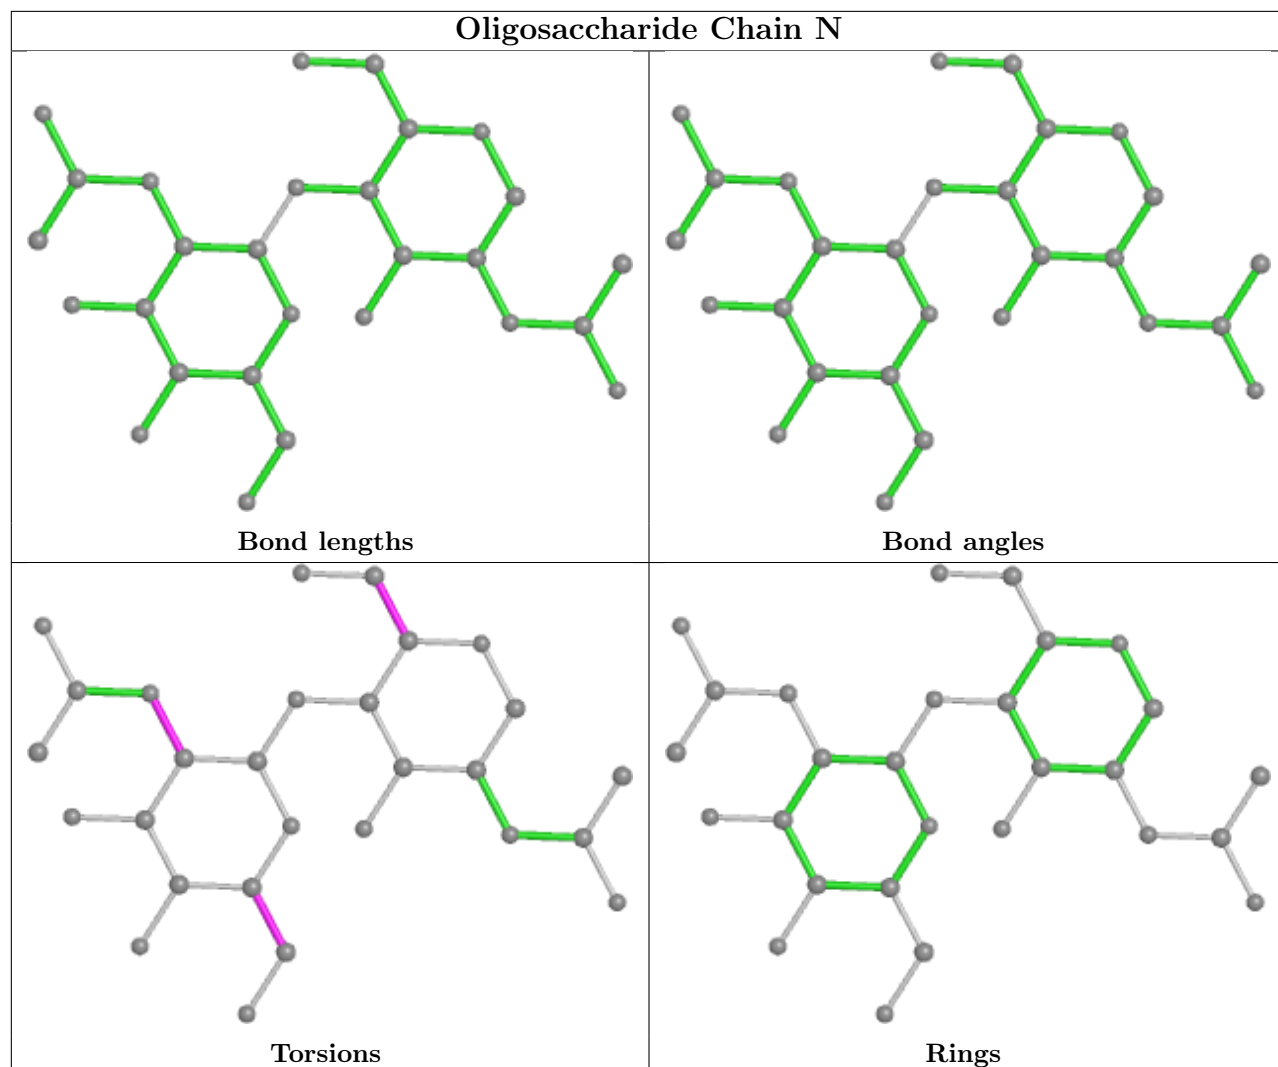 Oligosaccharide Chain N
Bond lengths
Bond angles
Torsions
Rings